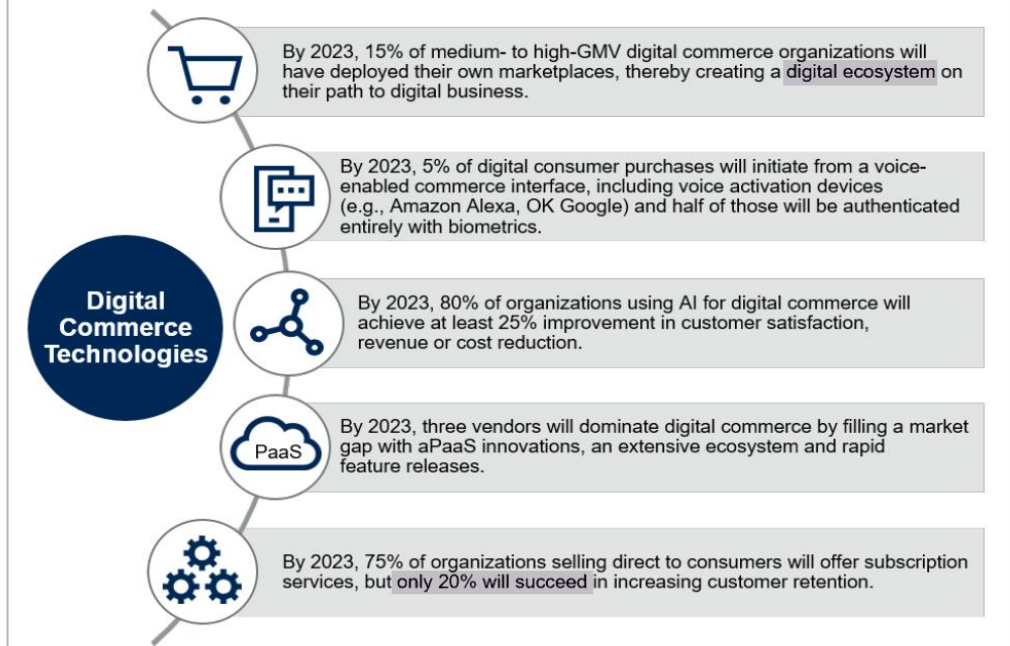 By 2023, 15% of medium- to high-GMV digital commerce organizations will
have deployed their own marketplaces, thereby creating a digital ecosystem on
their path to digital business.
By 2023, 5% of digital consumer purchases will initiate from a voice-
enabled commerce interface, including voice activation devices
(e.g., Amazon Alexa, OK Google) and half of those will be authenticated
entirely with biometrics.
Digital
Commerce
Technologies
By 2023, 80% of organizations using AI for digital commerce will
achieve at least 25% improvement in customer satisfaction,
revenue or cost reduction.
PaaS
By 2023, three vendors will dominate digital commerce by filling a market
gap with aPaaS innovations, an extensive ecosystem and rapid
feature releases.
By 2023, 75% of organizations selling direct to consumers will offer subscription
services, but only 20% will succeed in increasing customer retention.